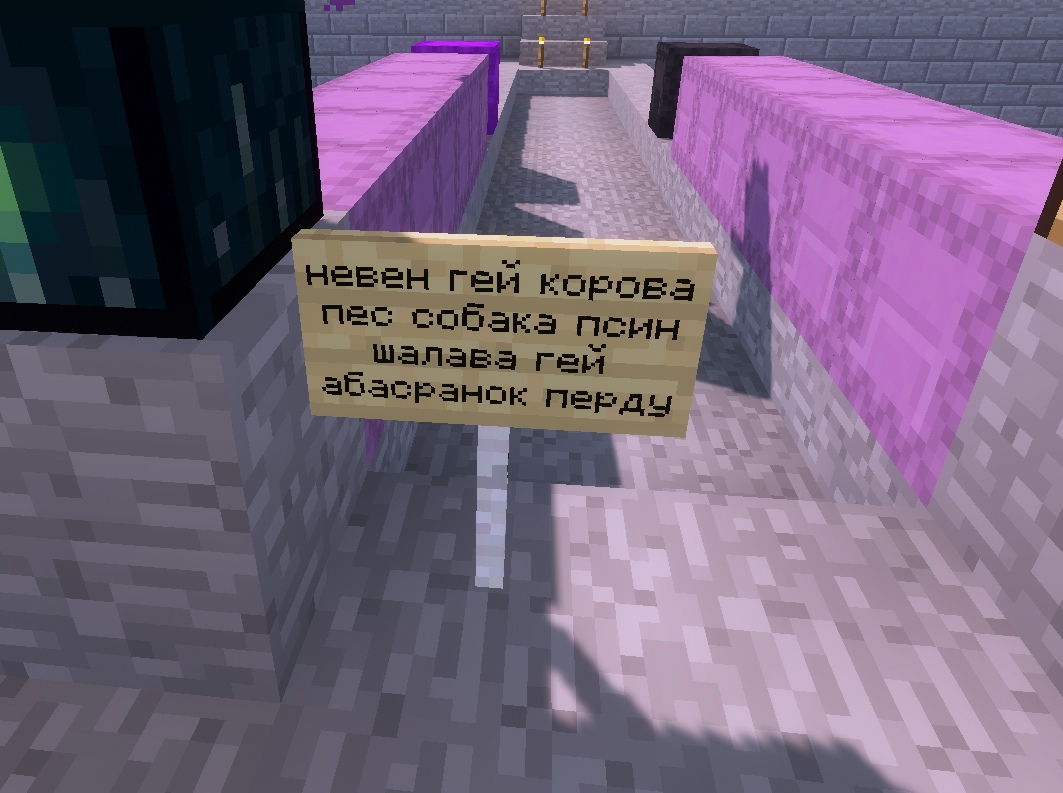 невен гей корова
пес собака псин
шалава гей
абасранок перду